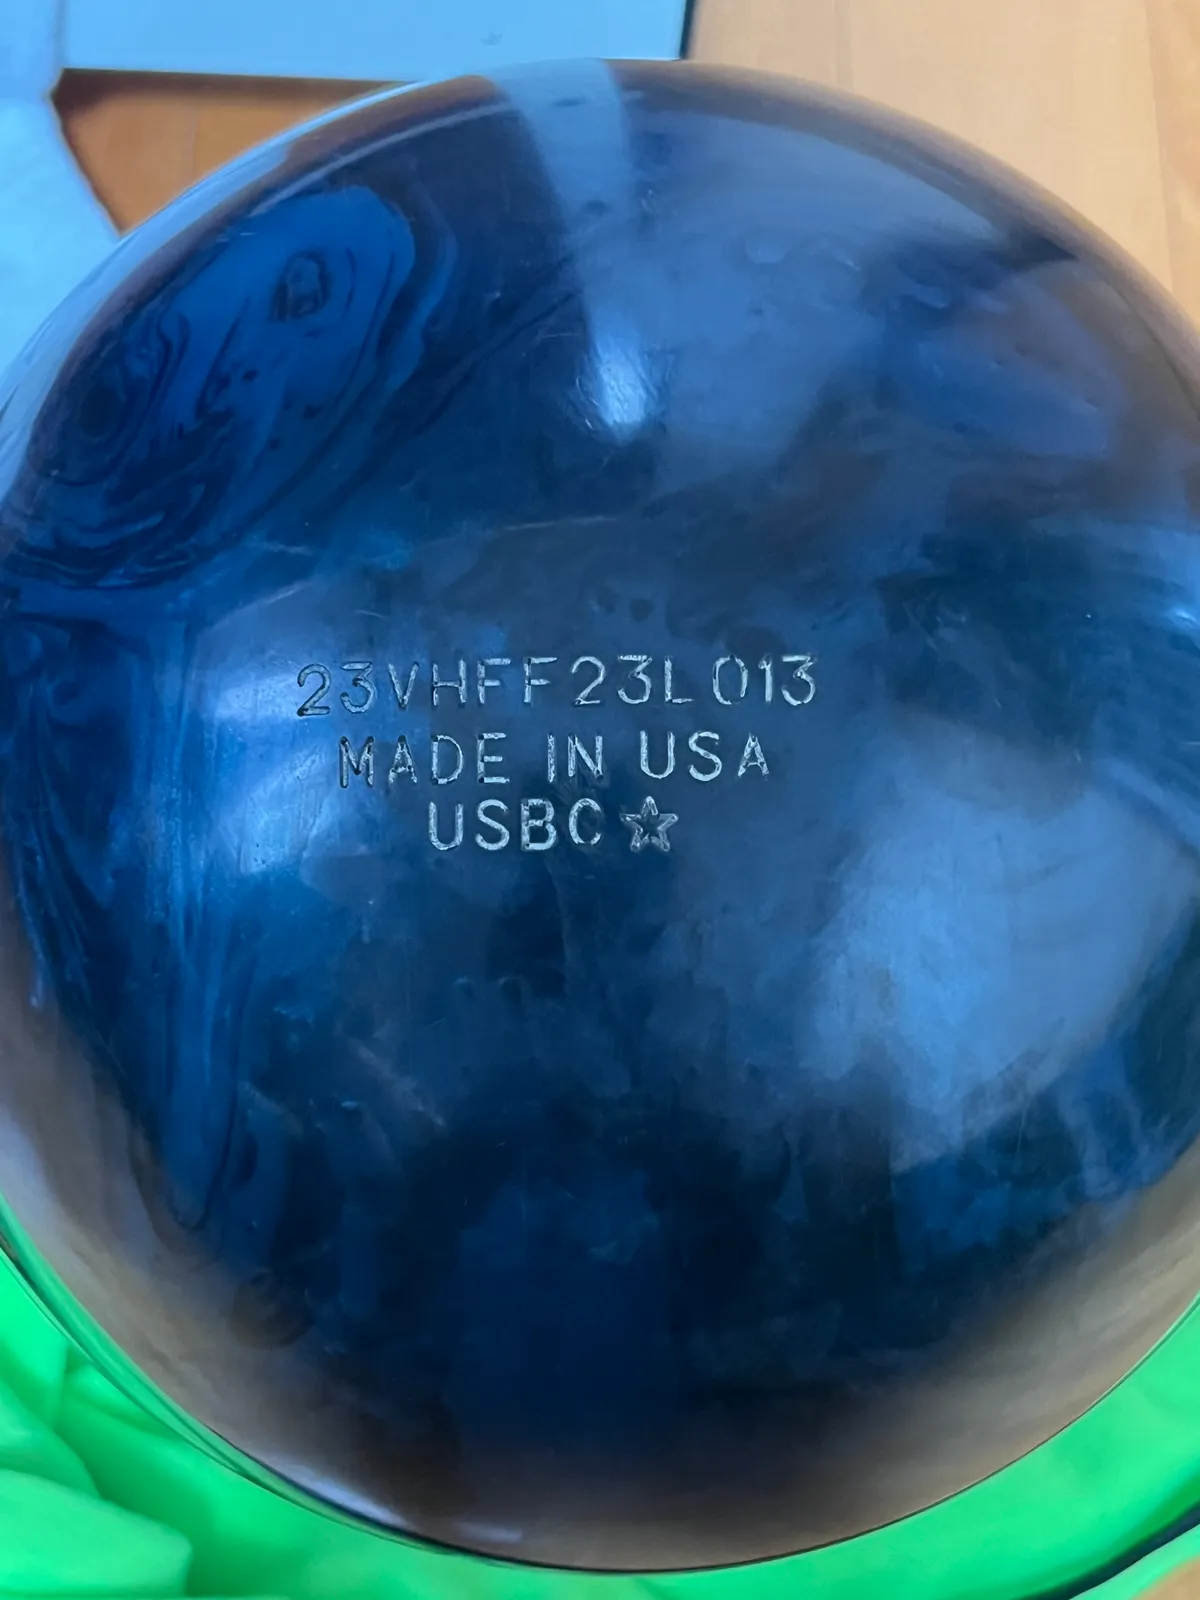 23VHFF23L013
MADE IN USA
USBC☆